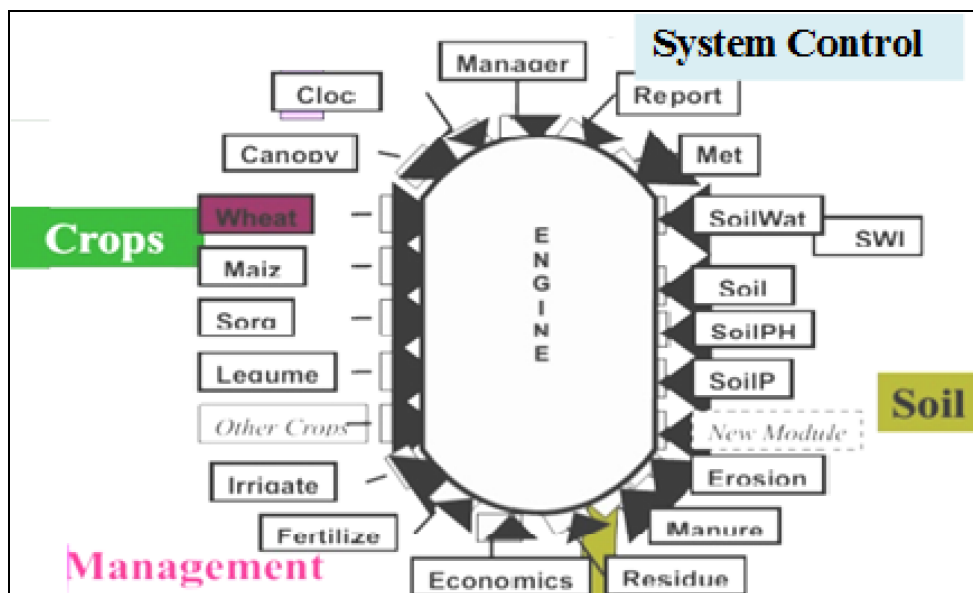 System Control
Manager
Cloc
Report
Canopy
Met
Wheat
SoilWat
SWI
Crops
Maiz
Soil
Sorg
SoilPH
Legume
SoilP
Soil
Other Crops
New Module
Irrigate
Erosion
Fertilize
Manure
Management
Economics
Residue
ENGINE